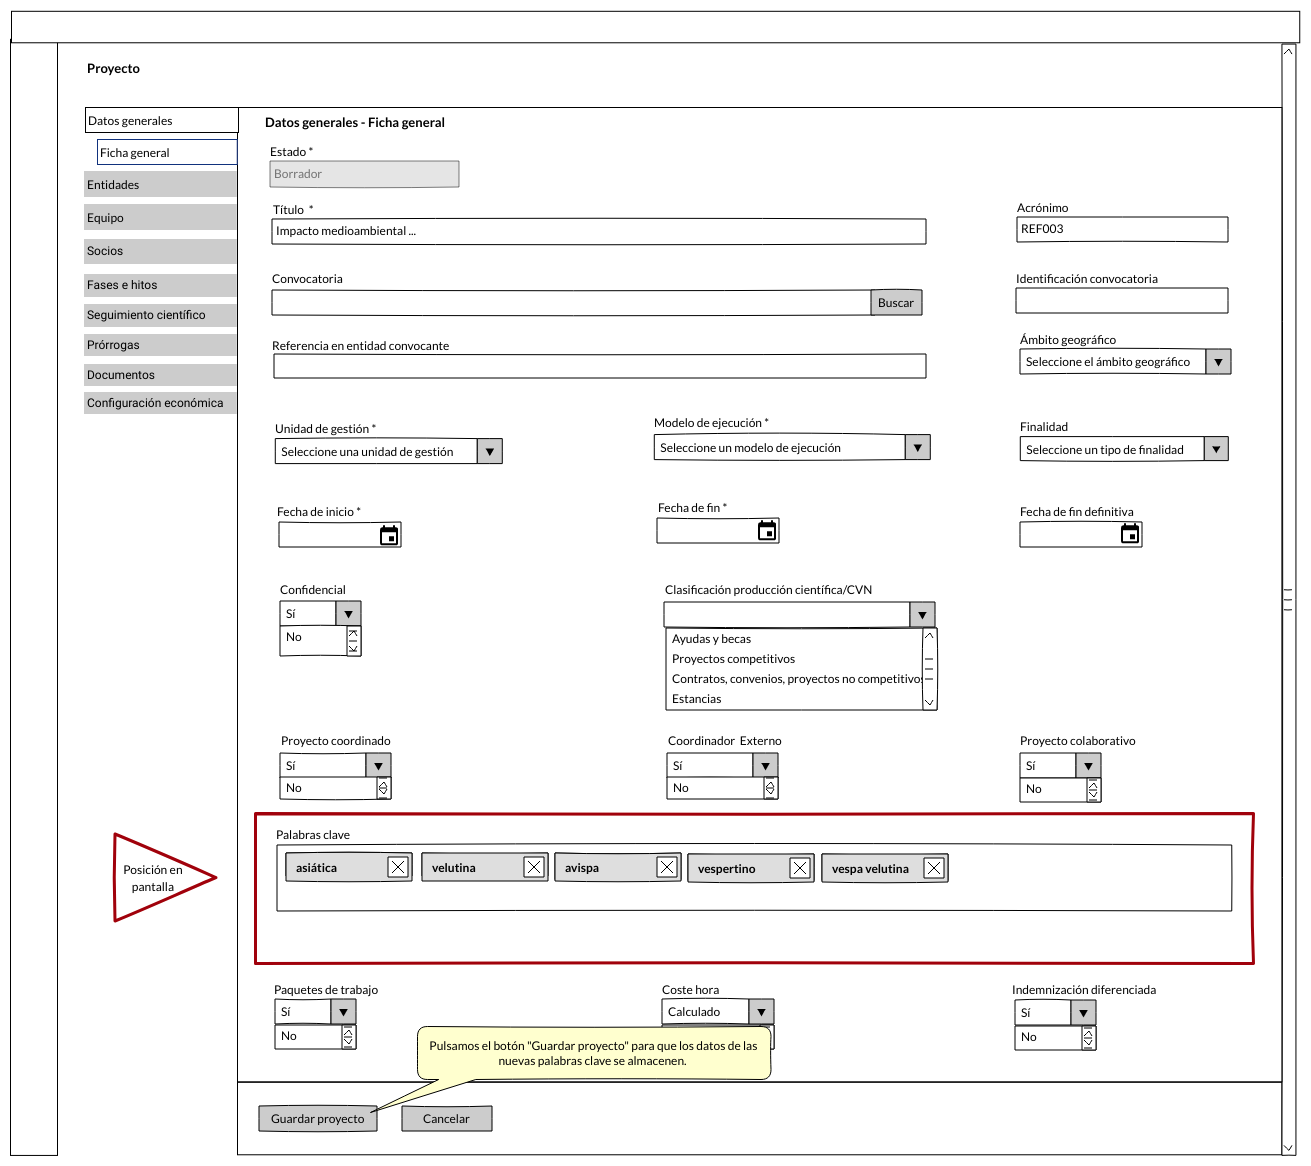 Proyecto
Datos generales
Ficha general
Entidades
Equipo
Socios
Fases e hitos
Seguimiento científico
Prórrogas
Documentos
Configuración económica
Datos generales - Ficha general
Estado *
Borrador
Título *
Impacto medioambiental ...
Acrónimo
REF003
Convocatoria
Buscar
Identificación convocatoria
Referencia en entidad convocante
Ámbito geográfico
Seleccione el ámbito geográfico
Unidad de gestión *
Seleccione una unidad de gestión
Modelo de ejecución *
Seleccione un modelo de ejecución
Finalidad
Seleccione un tipo de finalidad
Fecha de inicio *
Fecha de fin *
Fecha de fin definitiva
Confidencial
Sí
No
Clasificación producción científica/CVN
Ayudas y becas
Proyectos competitivos
Contratos, convenios, proyectos no competitivos
Estancias
Proyecto coordinado
Sí
No
Coordinador Externo
Sí
No
Proyecto colaborativo
Sí
No
Posición en
pantalla
Palabras clave
asiática
velutina
avispa
vespertino
vespa velutina
Paquetes de trabajo
Sí
No
Coste hora
Calculado
Indemnización diferenciada
Sí
No
Pulsamos el botón "Guardar proyecto" para que los datos de las
nuevas palabras clave se almacenen.
Guardar proyecto
Cancelar